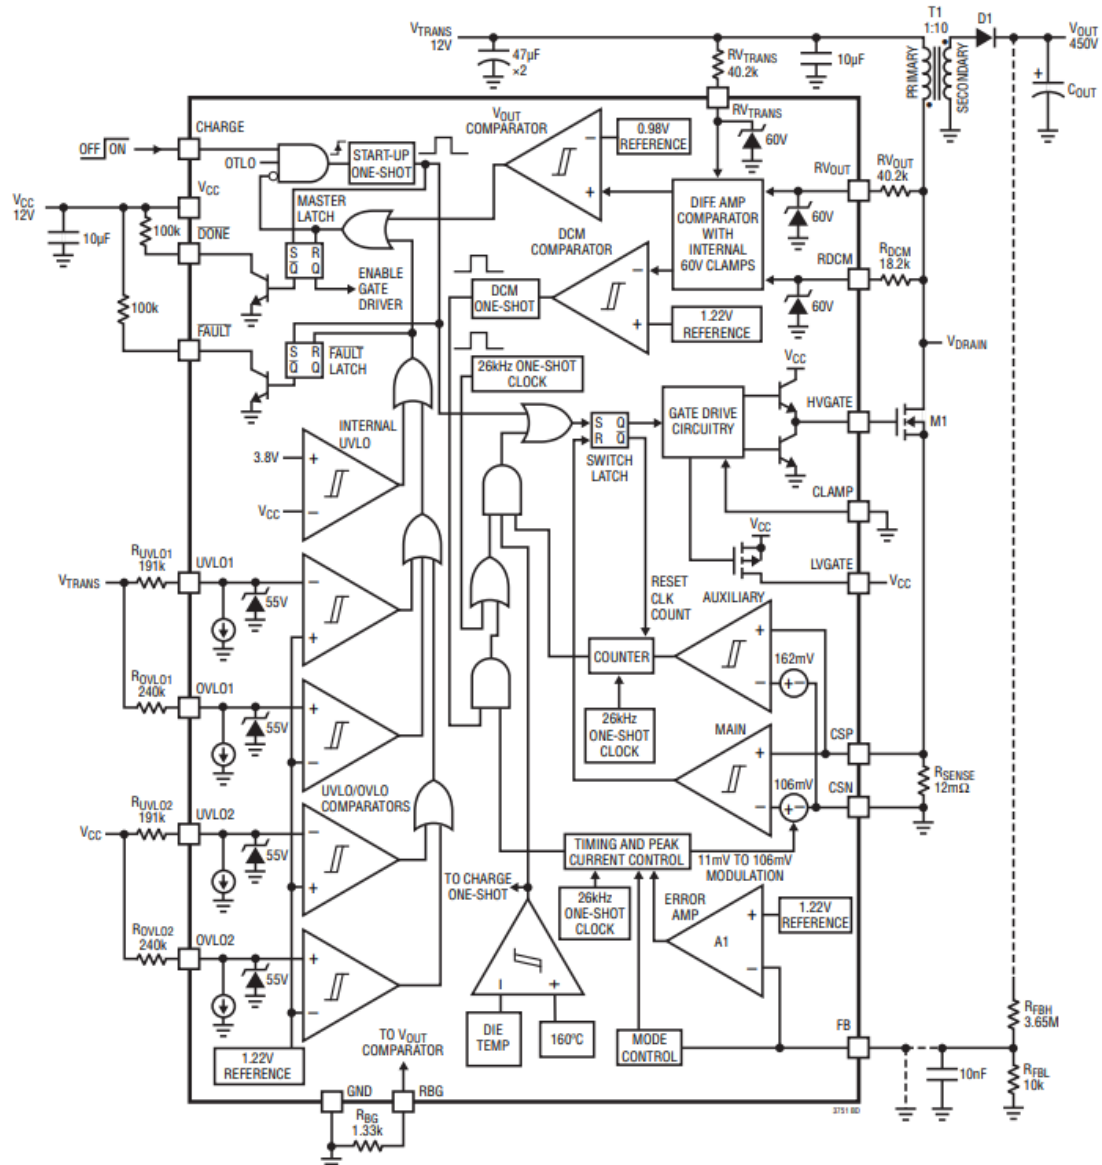 VTRANS
12V
47µF
×2
RVTRANS
40.2k
10µF
T1
1:10
D1
VOUT
450V
PRIMARY
SECONDARY
COUT
CHARGE
OFF ON
OTLO
START-UP
ONE-SHOT
VOUT
COMPARATOR
0.98V
REFERENCE
RVTRANS
60V
VCC
12V
10µF
VCC
100k
DONE
MASTER
LATCH
S R
Q Q
ENABLE
GATE
DRIVER
DIFF AMP
COMPARATOR
WITH
INTERNAL
60V CLAMPS
RVOUT
RVOUT
40.2k
60V
DCM
COMPARATOR
RDCM
RDCM
18.2k
60V
DCM
ONE-SHOT
1.22V
REFERENCE
100k
FAULT
S R
Q Q
FAULT
LATCH
26kHz ONE-SHOT
CLOCK
VDRAIN
VCC
INTERNAL
UVLO
3.8V
VCC
S Q
R Q
SWITCH
LATCH
GATE DRIVE
CIRCUITRY
HVGATE
M1
CLAMP
VCC
LVGATE
VCC
VTRANS
RUVLO1
191k
UVLO1
55V
ROVLO1
240k
OVLO1
55V
RESET
CLK
COUNT
AUXILIARY
COUNTER
162mV
26kHz
ONE-SHOT
CLOCK
MAIN
106mV
CSP
CSN
RSENSE
12mΩ
UVLO/OVLO
COMPARATORS
VCC
RUVLO2
191k
UVLO2
55V
ROVLO2
240k
OVLO2
55V
TIMING AND PEAK
CURRENT CONTROL
11mV TO 106mV
MODULATION
TO CHARGE
ONE-SHOT
26kHz
ONE-SHOT
CLOCK
ERROR
AMP
A1
1.22V
REFERENCE
DIE
TEMP
160°C
MODE
CONTROL
FB
RFBH
3.65M
10nF
RFBL
10k
1.22V
REFERENCE
TO VOUT
COMPARATOR
GND
RBG
RBG
1.33k
3751 BD